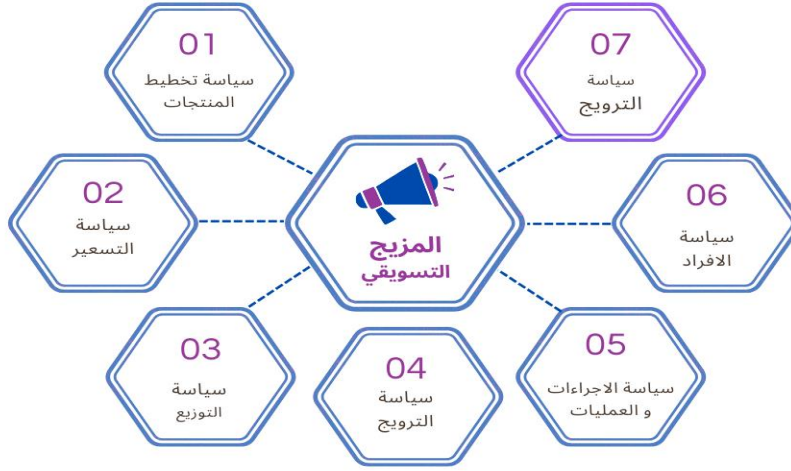 01
سياسة تخطيط
المنتجات
02
سياسة
التسعير
03
سياسة
التوزيع
04
سياسة
الترويج
05
سياسة الاجراءات
و العمليات
06
سياسة
الافراد
07
سياسة
الترويج
المزيج
التسويقي